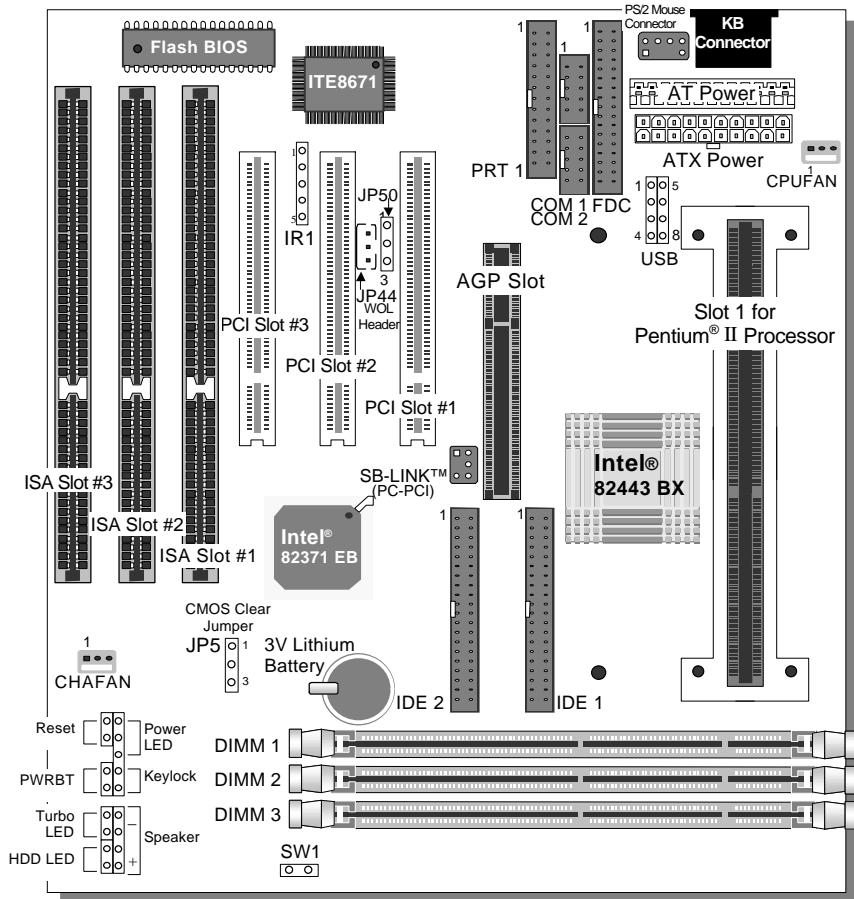 PS/2 Mouse
Connector
KB
Connector
Flash BIOS
ITE8671
1
1
1
AT Power
ATX Power
1
CPUFAN
PRT 1
COM 1
COM 2
FDC
1
5
4
8
USB
1
5
IR1
JP50
1
3
JP44
WOL
Header
AGP Slot
Slot 1 for
Pentium® II Processor
PCI Slot #3
PCI Slot #2
PCI Slot #1
SB-LINK™
(PC-PCI)
Intel®
82443 BX
ISA Slot #3
ISA Slot #2
ISA Slot #1
Intel®
82371 EB
1
1
CMOS Clear
Jumper
JP5
1
3
3V Lithium
Battery
1
CHAFAN
IDE 2
IDE 1
Reset
Power
LED
PWRBT
Keylock
Turbo
LED
HDD LED
Speaker
–
+
DIMM 1
DIMM 2
DIMM 3
SW1